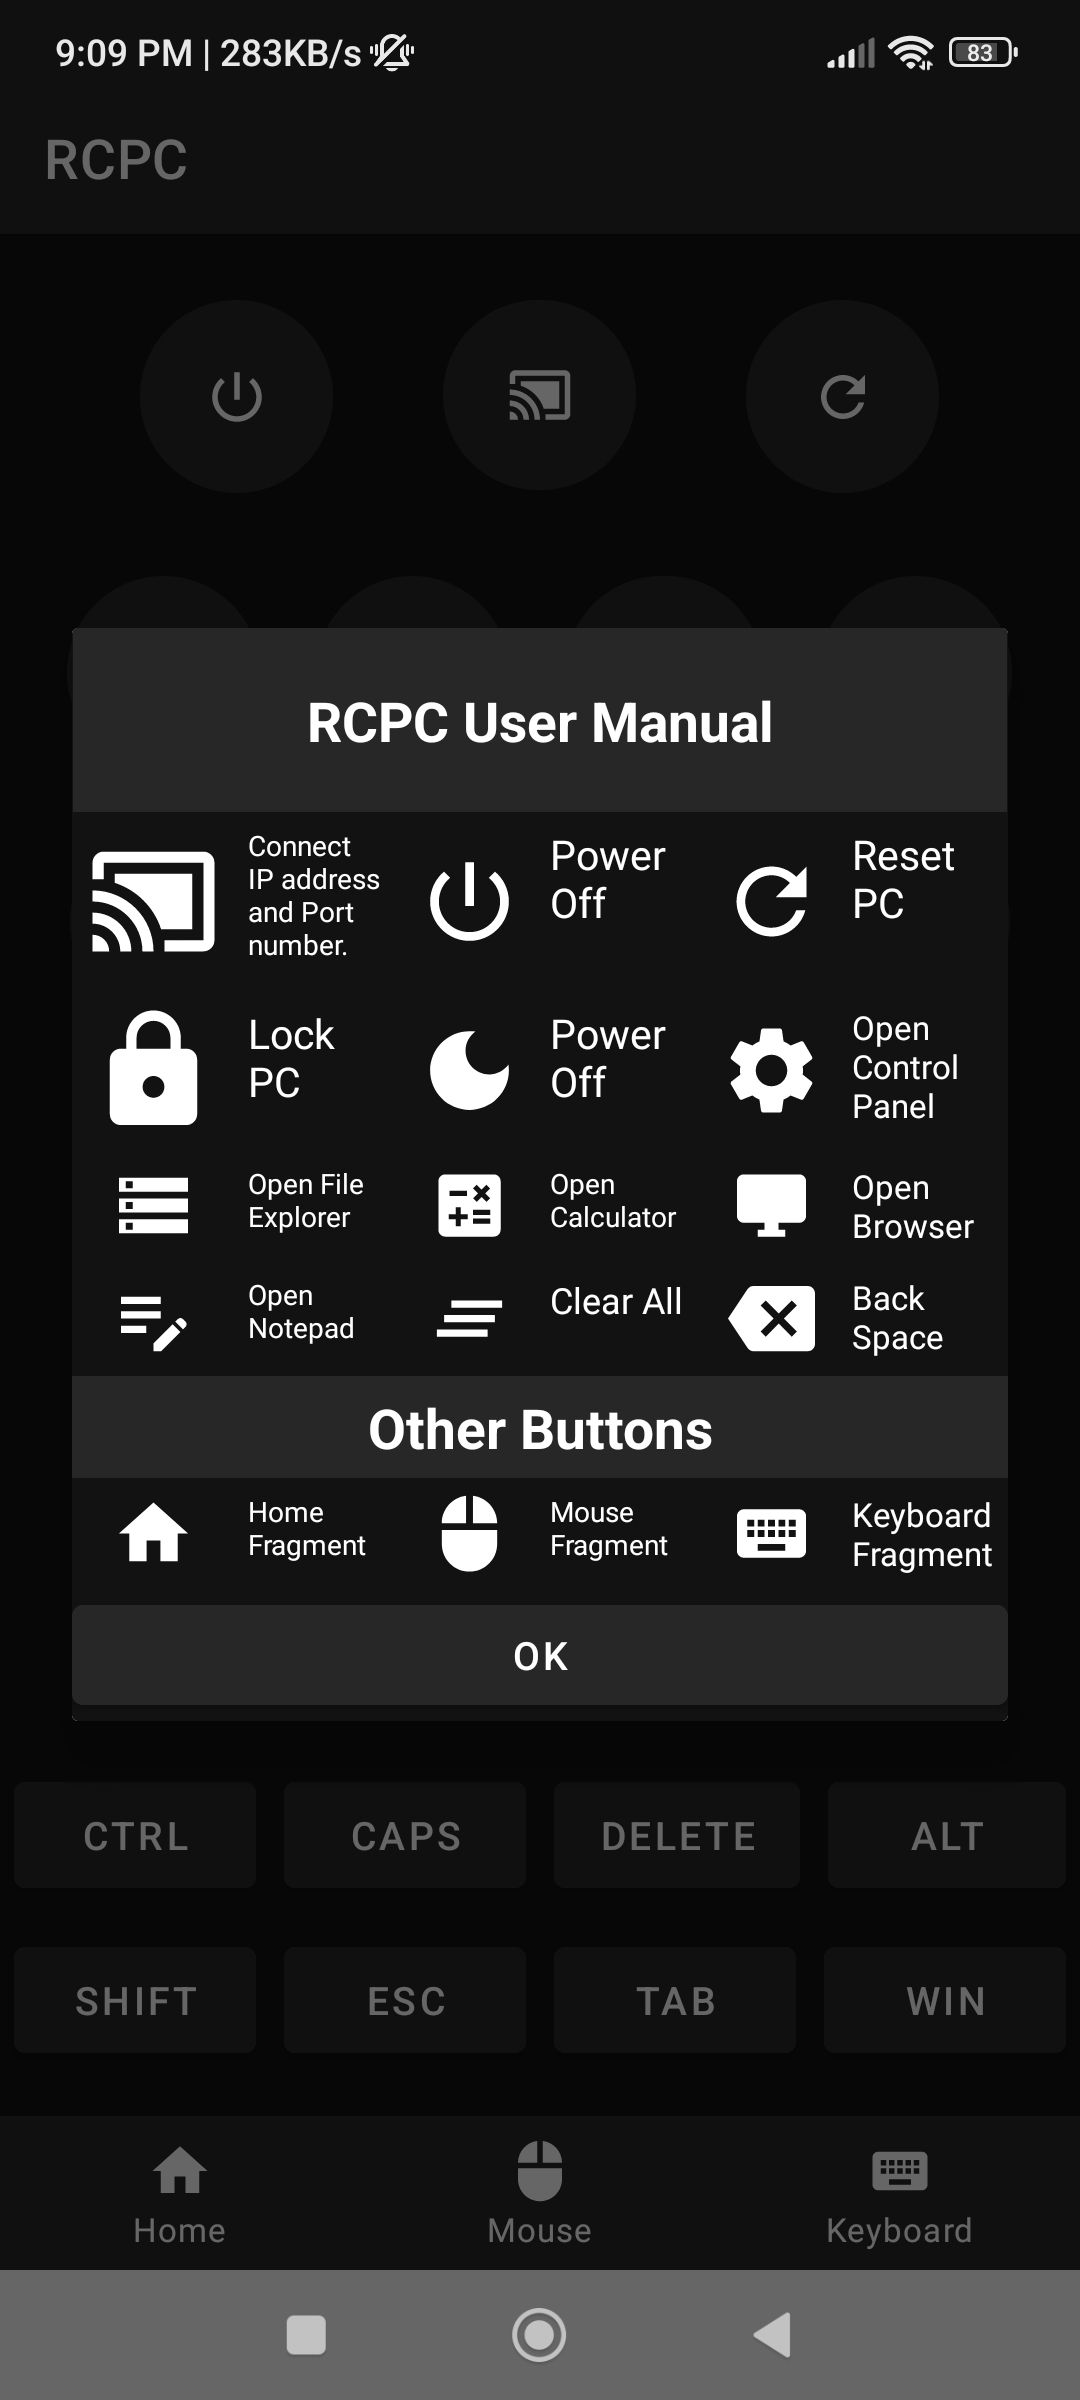 9:09 PM | 283KB/s
83
RCPC
RCPC User Manual
Connect
IP address
and Port
number.
Power
Off
Reset
PC
Lock
PC
Power
Off
Open
Control
Panel
Open File
Explorer
Open
Calculator
Open
Browser
Open
Notepad
Clear All
Back
Space
Other Buttons
Home
Fragment
Mouse
Fragment
Keyboard
Fragment
OK
CTRL
CAPS
DELETE
ALT
SHIFT
ESC
TAB
WIN
Home
Mouse
Keyboard